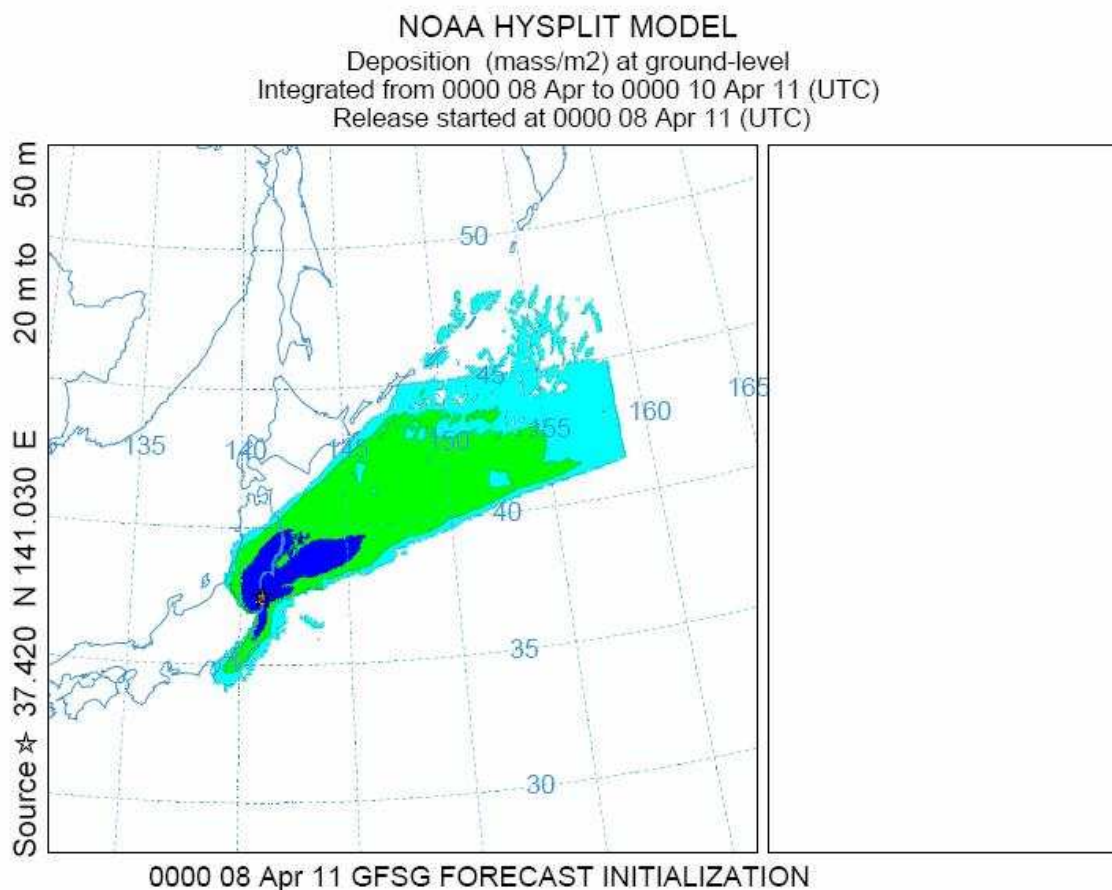 NOAA HYSPLIT MODEL
Deposition (mass/m2) at ground-level
Integrated from 0000 08 Apr to 0000 10 Apr 11 (UTC)
Release started at 0000 08 Apr 11 (UTC)
Source ☆ 37.420 N 141.030 E 20 m to 50 m
50
45
165
160
155
150
145
140
135
40
35
30
0000 08 Apr 11 GFSG FORECAST INITIALIZATION